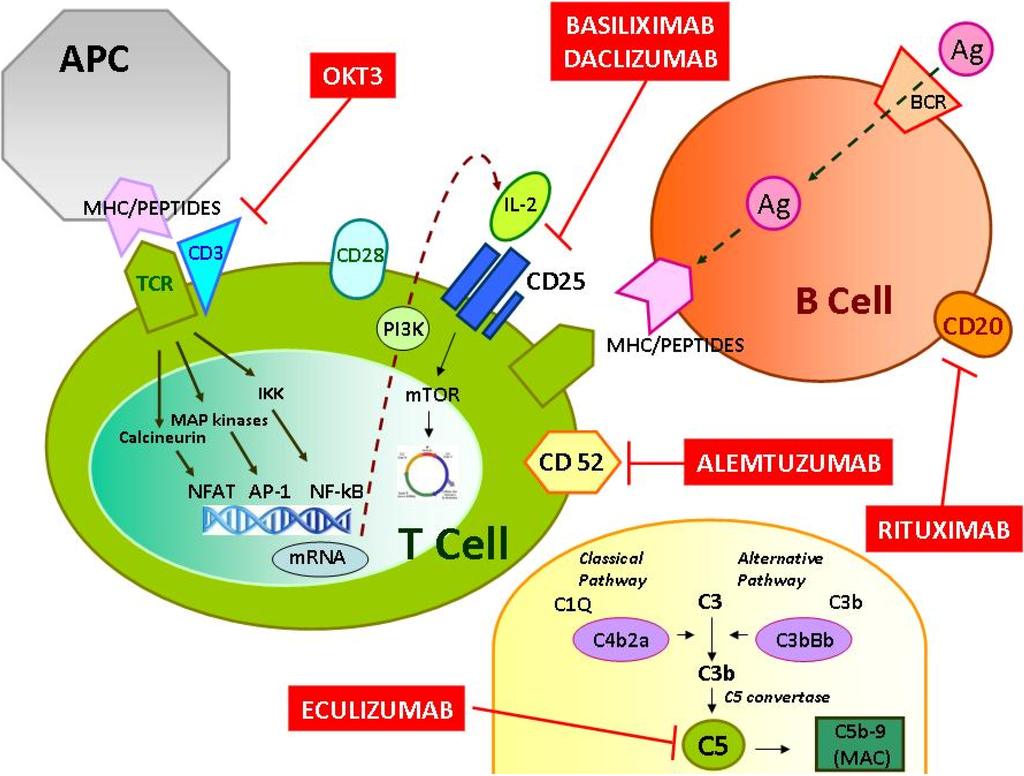 APC
OKT3
BASILIXIMAB
DACLIZUMAB
Ag
BCR
Ag
MHC/PEPTIDES
CD3
TCR
CD28
IL-2
CD25
PI3K
B Cell
CD20
MHC/PEPTIDES
IKK
mTOR
MAP kinases
Calcineurin
NFAT AP-1 NF-kB
mRNA
T Cell
CD 52
ALEMTUZUMAB
RITUXIMAB
Classical
Pathway
Alternative
Pathway
C1Q
C3
C3b
C4b2a
C3bBb
C3b
C5 convertase
ECULIZUMAB
C5
C5b-9
(MAC)